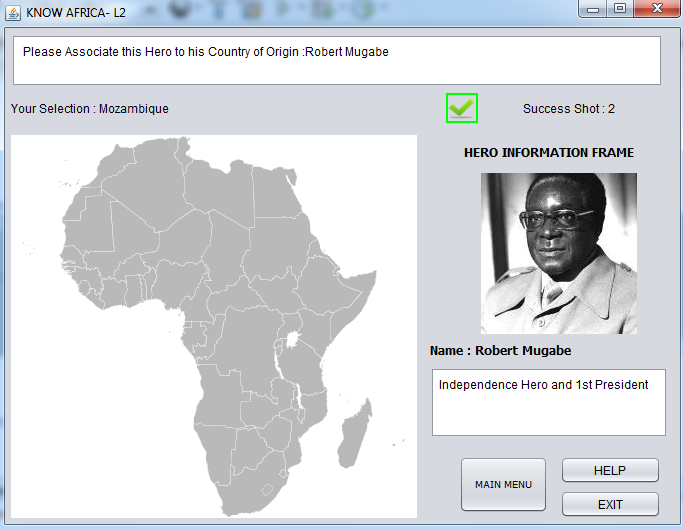 KNOW AFRICA- L2
Please Associate this Hero to his Country of Origin :Robert Mugabe
Your Selection : Mozambique
Success Shot : 2
HERO INFORMATION FRAME
Name : Robert Mugabe
Independence Hero and 1st President
MAIN MENU
HELP
EXIT